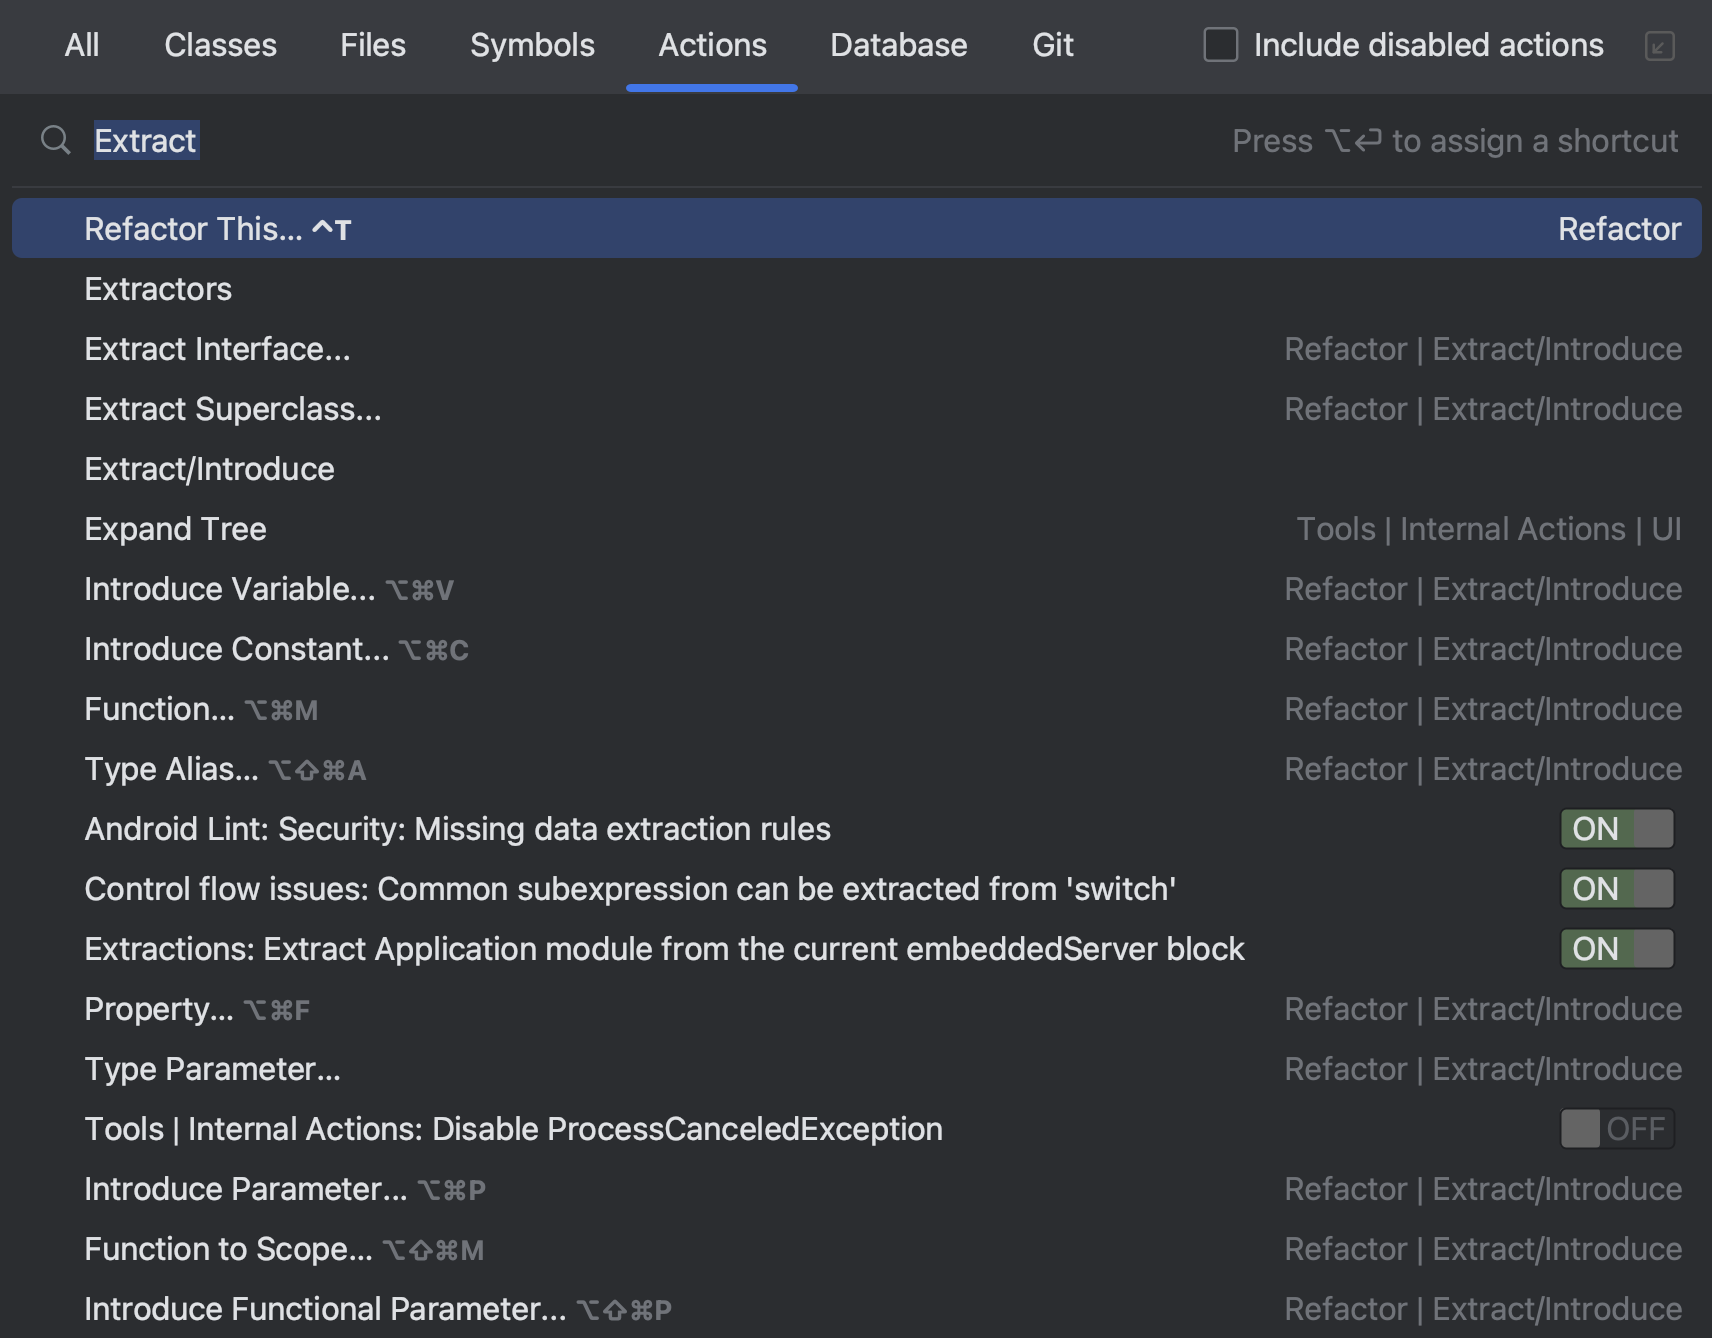 All Classes Files Symbols Actions Database Git Include disabled actions
Extract Press ⌥↩ to assign a shortcut
Refactor This... ^T Refactor
Extractors
Extract Interface... Refactor | Extract/Introduce
Extract Superclass... Refactor | Extract/Introduce
Extract/Introduce
Expand Tree Tools | Internal Actions | UI
Introduce Variable... ⌥⌘V Refactor | Extract/Introduce
Introduce Constant... ⌥⌘C Refactor | Extract/Introduce
Function... ⌥⌘M Refactor | Extract/Introduce
Type Alias... ⌥⇧⌘A Refactor | Extract/Introduce
Android Lint: Security: Missing data extraction rules ON
Control flow issues: Common subexpression can be extracted from 'switch' ON
Extractions: Extract Application module from the current embeddedServer block ON
Property... ⌥⌘F Refactor | Extract/Introduce
Type Parameter... Refactor | Extract/Introduce
Tools | Internal Actions: Disable ProcessCanceledException OFF
Introduce Parameter... ⌥⌘P Refactor | Extract/Introduce
Function to Scope... ⌥⇧⌘M Refactor | Extract/Introduce
Introduce Functional Parameter... ⌥⇧⌘P Refactor | Extract/Introduce